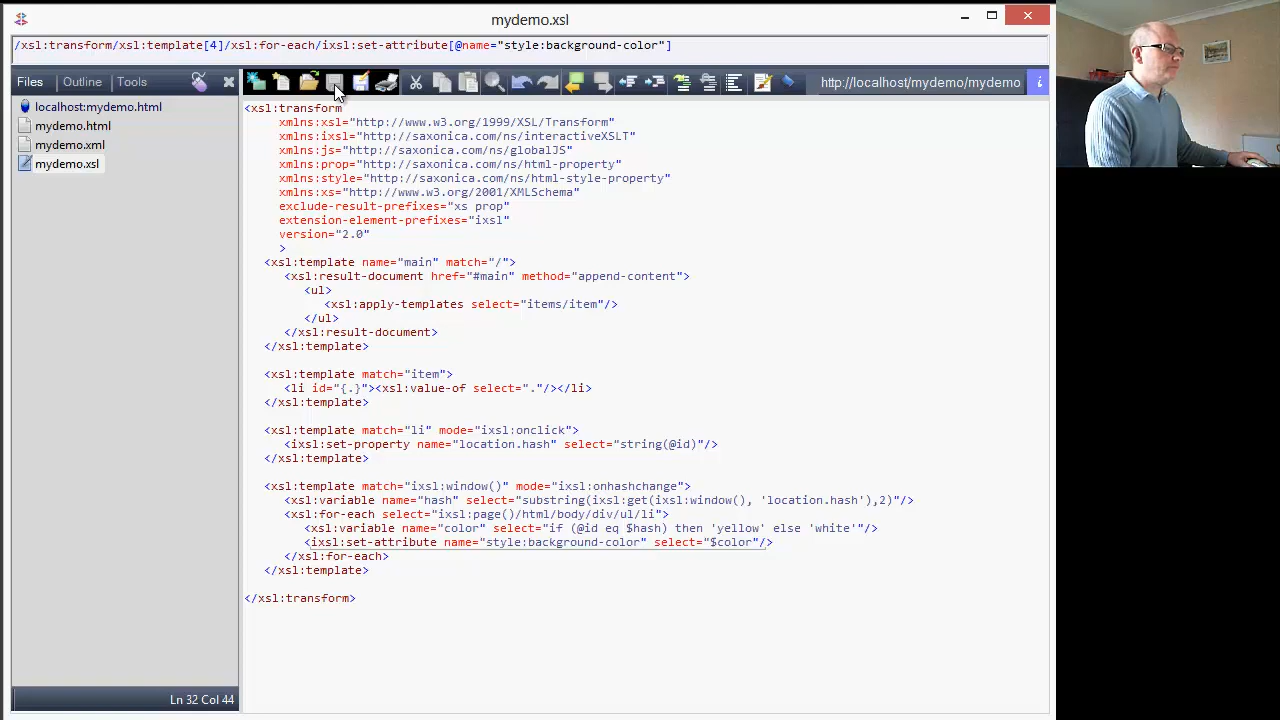 mydemo.xsl
/xsl:transform/xsl:template[4]/xsl:for-each/ixsl:set-attribute[@name="style:background-color"]
Files Outline Tools
http://localhost/mydemo/mydemo
i
localhost:mydemo.html
mydemo.html
mydemo.xml
mydemo.xsl
<xsl:transform
xmlns:xsl="http://www.w3.org/1999/XSL/Transform"
xmlns:ixsl="http://saxonica.com/ns/interactiveXSLT"
xmlns:js="http://saxonica.com/ns/globalJS"
xmlns:prop="http://saxonica.com/ns/html-property"
xmlns:style="http://saxonica.com/ns/html-style-property"
xmlns:xs="http://www.w3.org/2001/XMLSchema"
exclude-result-prefixes="xs prop"
extension-element-prefixes="ixsl"
version="2.0"
>
<xsl:template name="main" match="/">
<xsl:result-document href="#main" method="append-content">
<ul>
<xsl:apply-templates select="items/item"/>
</ul>
</xsl:result-document>
</xsl:template>
<xsl:template match="item">
<li id="{.}"><xsl:value-of select="."/></li>
</xsl:template>
<xsl:template match="li" mode="ixsl:onclick">
<ixsl:set-property name="location.hash" select="string(@id)"/>
</xsl:template>
<xsl:template match="ixsl:window()" mode="ixsl:onhashchange">
<xsl:variable name="hash" select="substring(ixsl:get(ixsl:window(), 'location.hash'),2)"/>
<xsl:for-each select="ixsl:page()/html/body/div/ul/li">
<xsl:variable name="color" select="if (@id eq $hash) then 'yellow' else 'white'"/>
<ixsl:set-attribute name="style:background-color" select="$color"/>
</xsl:for-each>
</xsl:template>
</xsl:transform>
Ln 32 Col 44